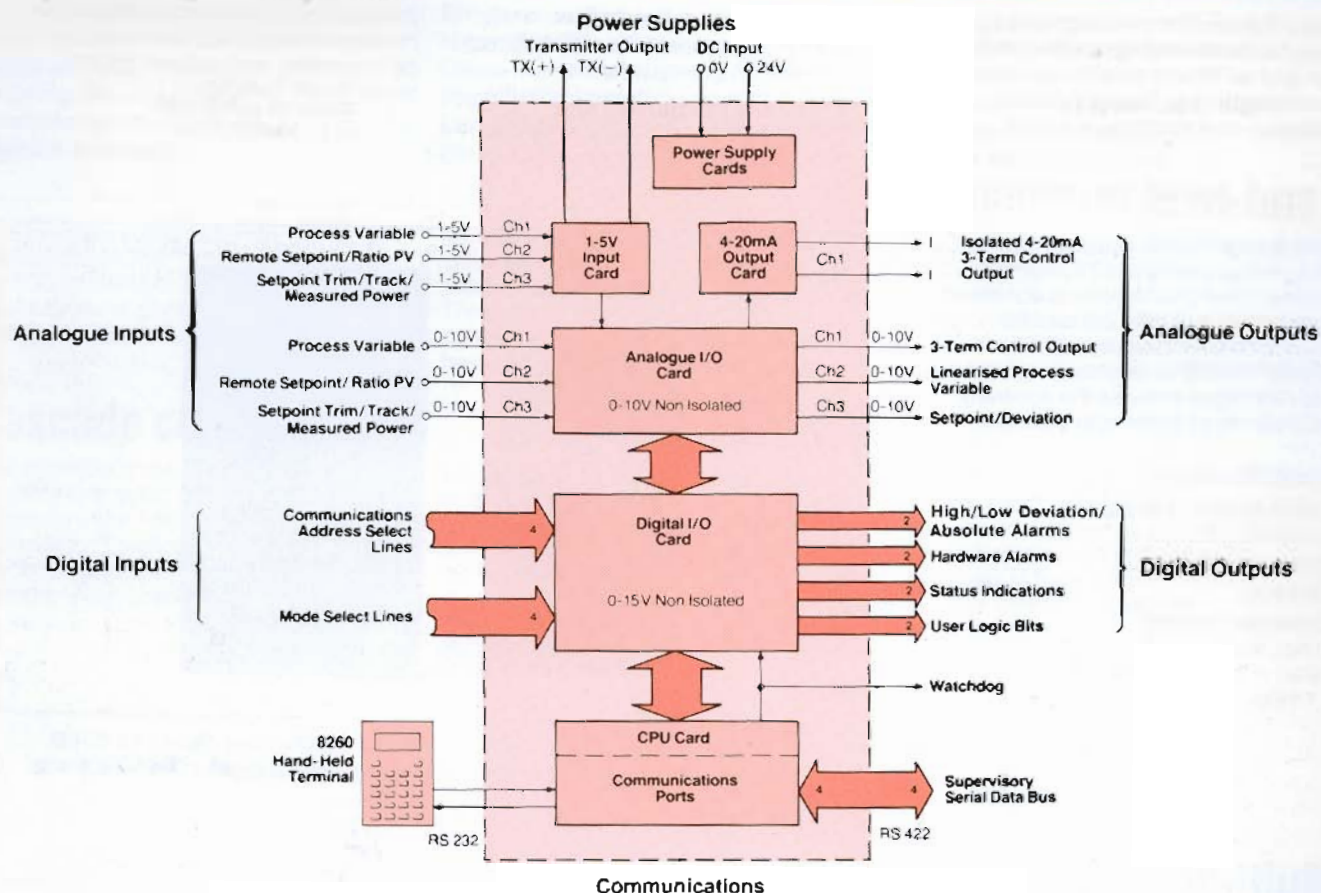 Power Supplies
Transmitter Output DC Input
TX(+) TX(−) 0V 24V
Power Supply
Cards
Analogue Inputs
Process Variable 1-5V Ch1
Remote Setpoint/Ratio PV 1-5V Ch2
Setpoint Trim/Track/
Measured Power 1-5V Ch3
1-5V
Input
Card
4-20mA
Output
Card
Ch1
I
I
Isolated 4-20mA
3-Term Control
Output
Analogue Outputs
Process Variable 0-10V Ch1
Remote Setpoint/ Ratio PV 0-10V Ch2
Setpoint Trim/Track/
Measured Power 0-10V Ch3
Analogue I/O
Card
0-10V Non Isolated
Ch1 0-10V 3-Term Control Output
Ch2 0-10V Linearised Process
Variable
Ch3 0-10V Setpoint/Deviation
Digital Inputs
Communications
Address Select
Lines
4
Mode Select Lines 4
Digital I/O
Card
0-15V Non Isolated
2 High/Low Deviation/
Absolute Alarms
2 Hardware Alarms
2 Status Indications
2 User Logic Bits
Digital Outputs
Watchdog
8260
Hand-Held
Terminal
RS 232
CPU Card
Communications
Ports
4 4
Supervisory
Serial Data Bus
RS 422
Communications